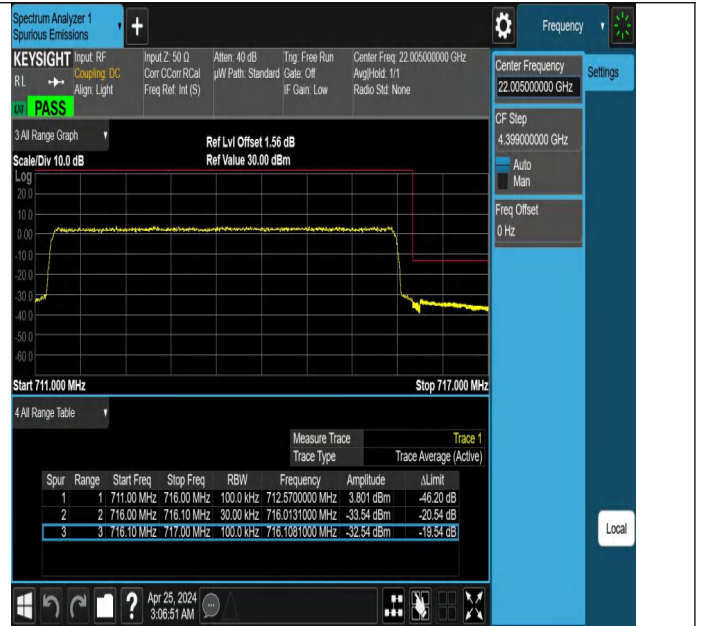 Spectrum Analyzer 1
Spurious Emissions
Frequency
KEYSIGHT Input: RF Input Z: 50 Ω Atten: 40 dB Trig: Free Run Center Freq: 22.005000000 GHz
RL Coupling: DC Corr CCorr RCal µW Path: Standard Gate: Off Avg|Hold: 1/1
Align: Light Freq Ref: Int (S) IF Gain: Low Radio Std: None
LXI PASS
3 All Range Graph
Ref Lvl Offset 1.56 dB
Scale/Div 10.0 dB Ref Value 30.00 dBm
Log
20.0
10.0
0.00
-10.0
-20.0
-30.0
-40.0
-50.0
-60.0
Start 711.000 MHz Stop 717.000 MHz
4 All Range Table
Measure Trace Trace 1
Trace Type Trace Average (Active)
Spur Range Start Freq Stop Freq RBW Frequency Amplitude ΔLimit
1 1 711.00 MHz 716.00 MHz 100.0 kHz 712.5700000 MHz 3.801 dBm -46.20 dB
2 2 716.00 MHz 716.10 MHz 30.00 kHz 716.0131000 MHz -33.54 dBm -20.54 dB
3 3 716.10 MHz 717.00 MHz 100.0 kHz 716.1081000 MHz -32.54 dBm -19.54 dB
Center Frequency
22.005000000 GHz
Settings
CF Step
4.399000000 GHz
Auto
Man
Freq Offset
0 Hz
Local
Apr 25, 2024
3:06:51 AM